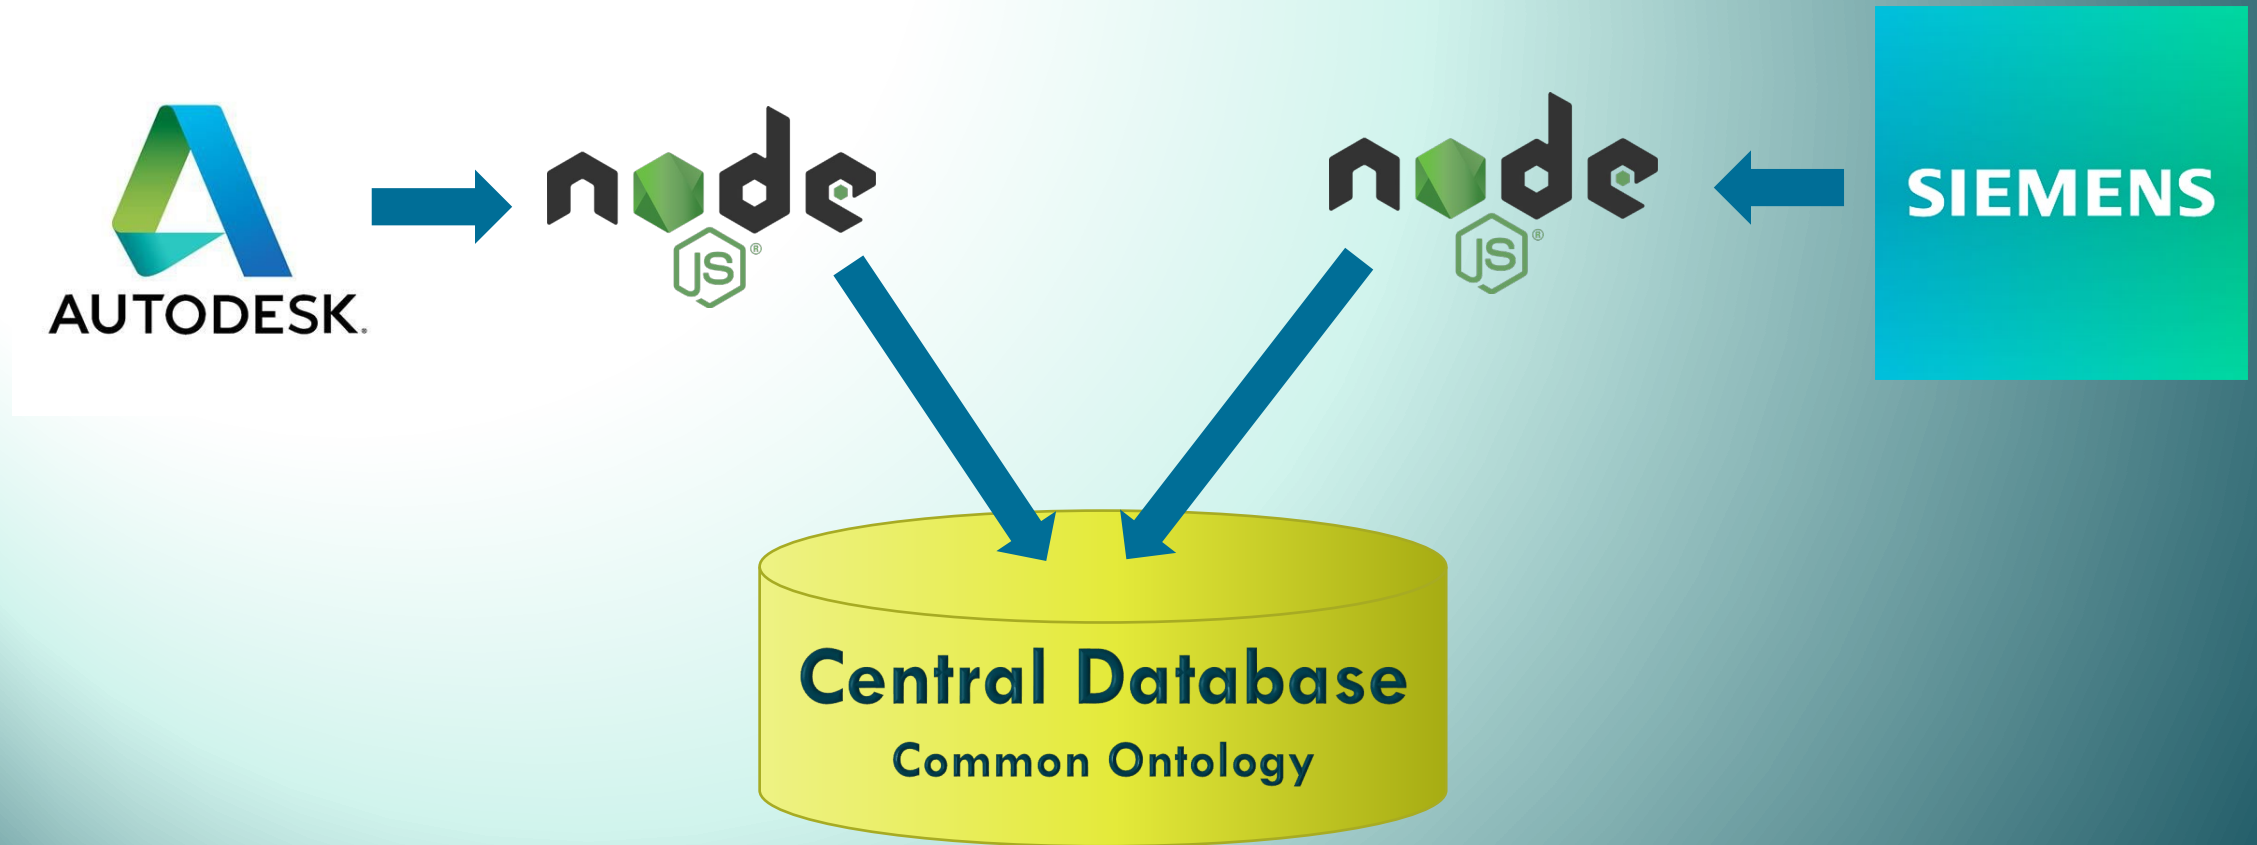 AUTODESK.
node
JS®
node
JS®
SIEMENS
Central Database
Common Ontology